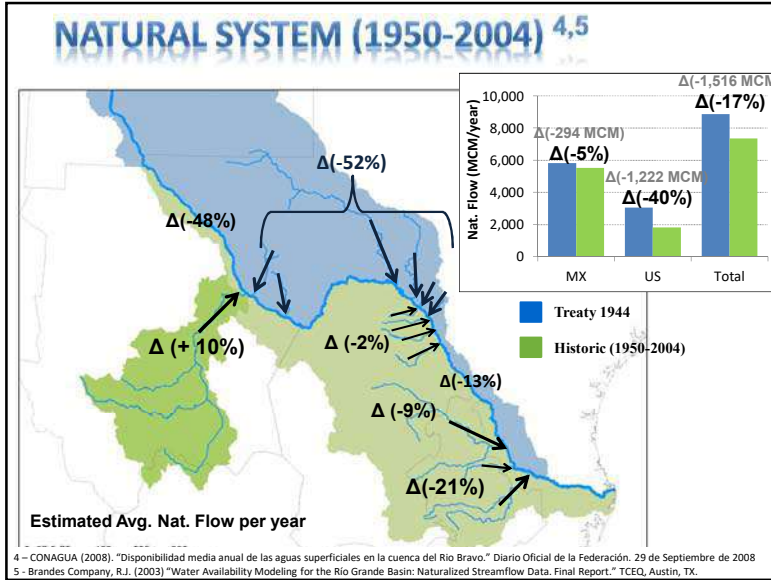 NATURAL SYSTEM (1950-2004) 4,5
Δ(-1,516 MCM)
Δ(-17%)
Δ(-294 MCM)
Δ(-5%)
Δ(-1,222 MCM)
Δ(-40%)
Nat. Flow (MCM/year)
10,000
8,000
6,000
4,000
2,000
0
MX US Total
Treaty 1944
Historic (1950-2004)
Δ(-52%)
Δ(-48%)
Δ (+ 10%)
Δ (-2%)
Δ(-13%)
Δ (-9%)
Δ(-21%)
Estimated Avg. Nat. Flow per year
4 – CONAGUA (2008). "Disponibilidad media anual de las aguas superficiales en la cuenca del Rio Bravo." Diario Oficial de la Federación. 29 de Septiembre de 2008
5 - Brandes Company, R.J. (2003) "Water Availability Modeling for the Río Grande Basin: Naturalized Streamflow Data. Final Report." TCEQ, Austin, TX.